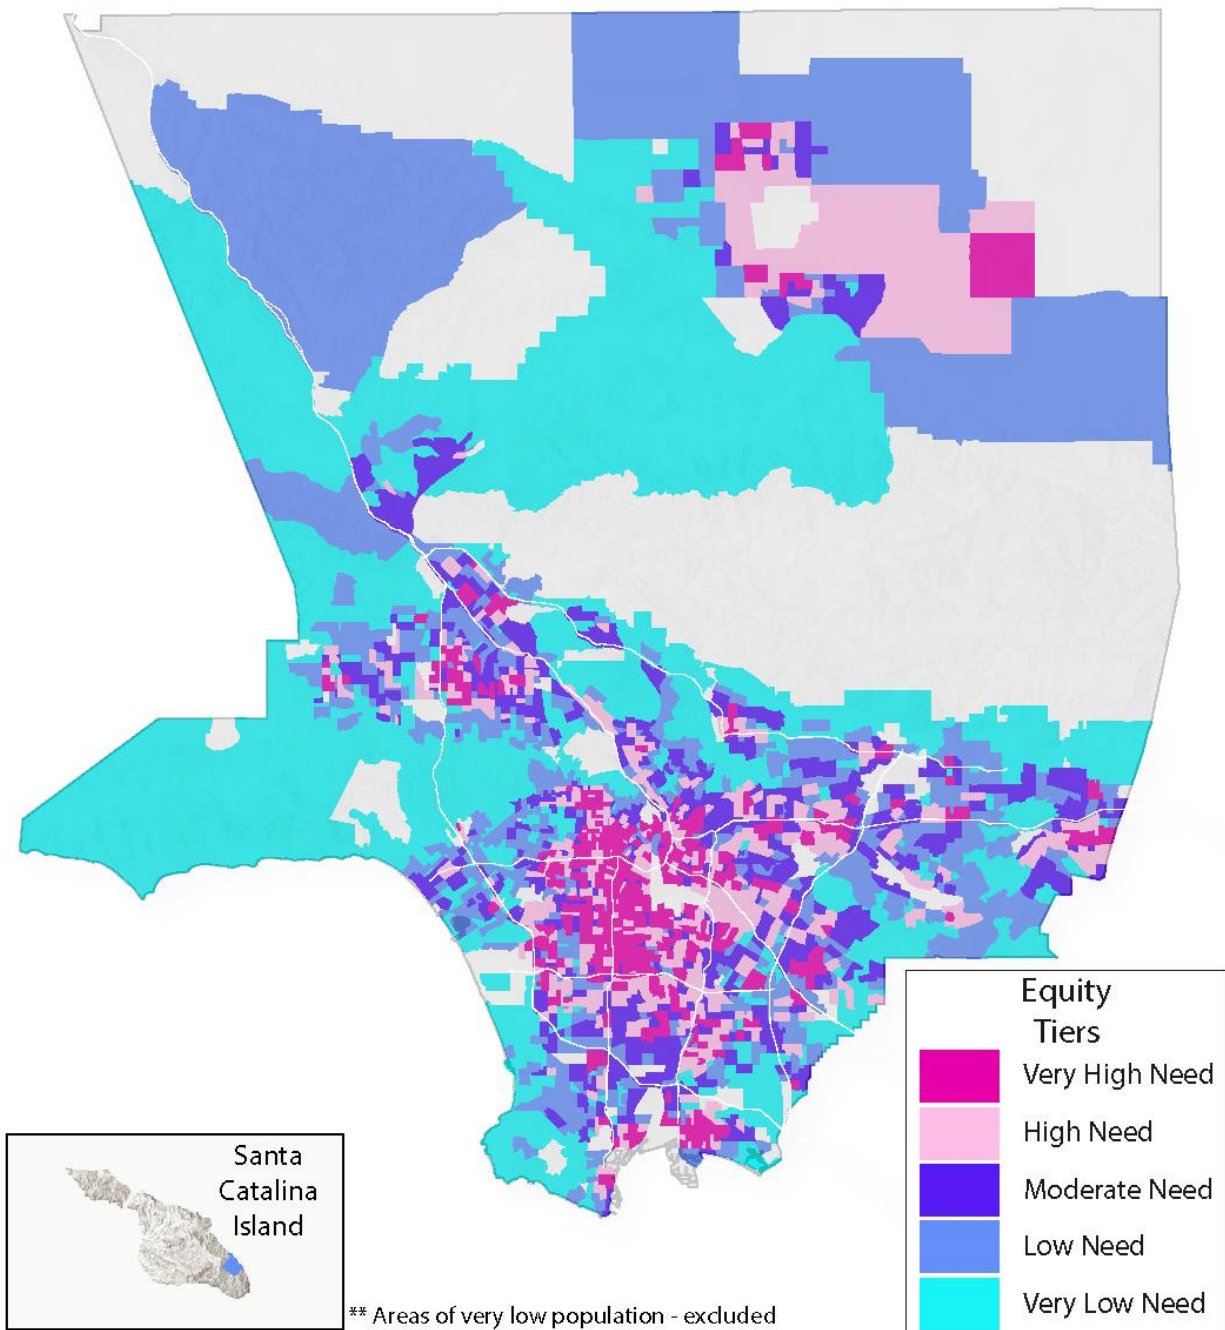 Equity
Tiers
Very High Need
High Need
Moderate Need
Low Need
Very Low Need
Santa
Catalina
Island
** Areas of very low population - excluded